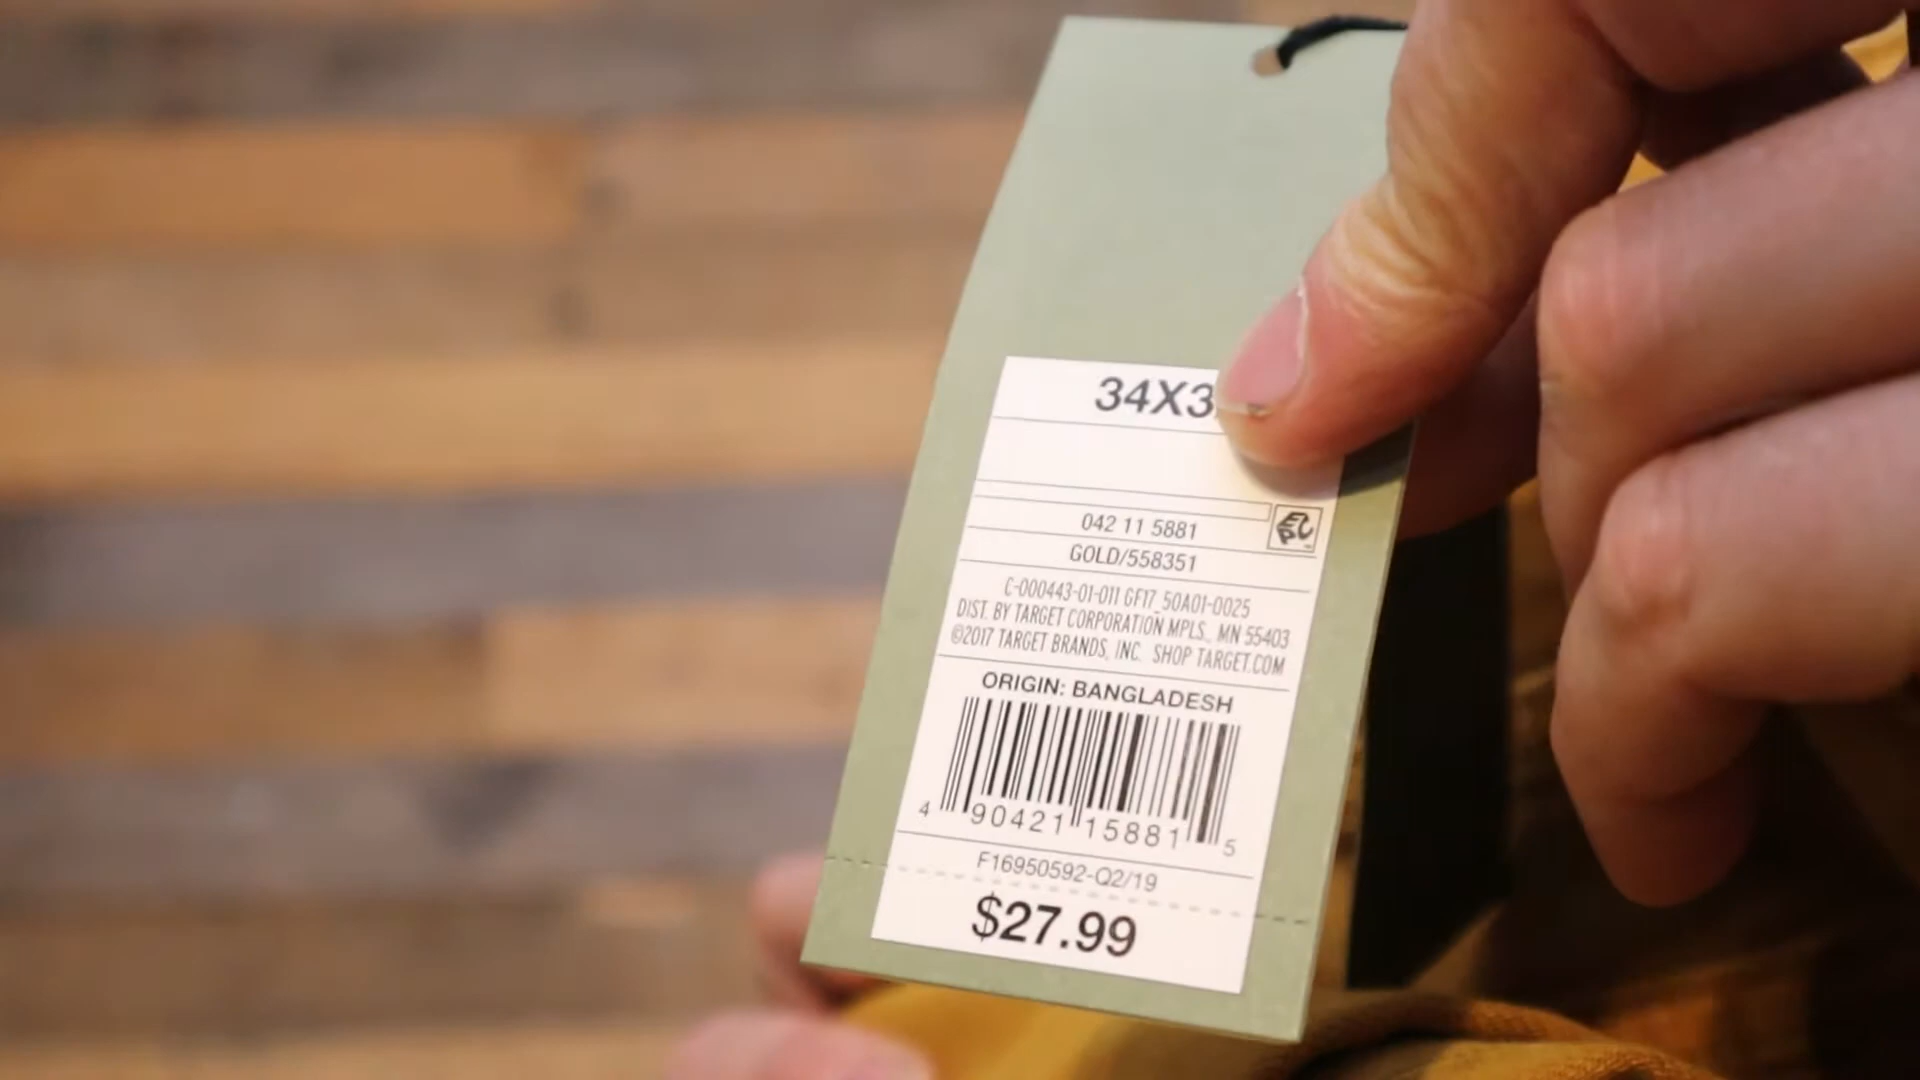 34X3
042 11 5881
GOLD/558351
C-000443-01-011 GF17_50A01-0025
DIST. BY TARGET CORPORATION MPLS., MN 55403
©2017 TARGET BRANDS, INC. SHOP TARGET.COM
ORIGIN: BANGLADESH
4 90421 15881 5
F16950592-Q2/19
$27.99